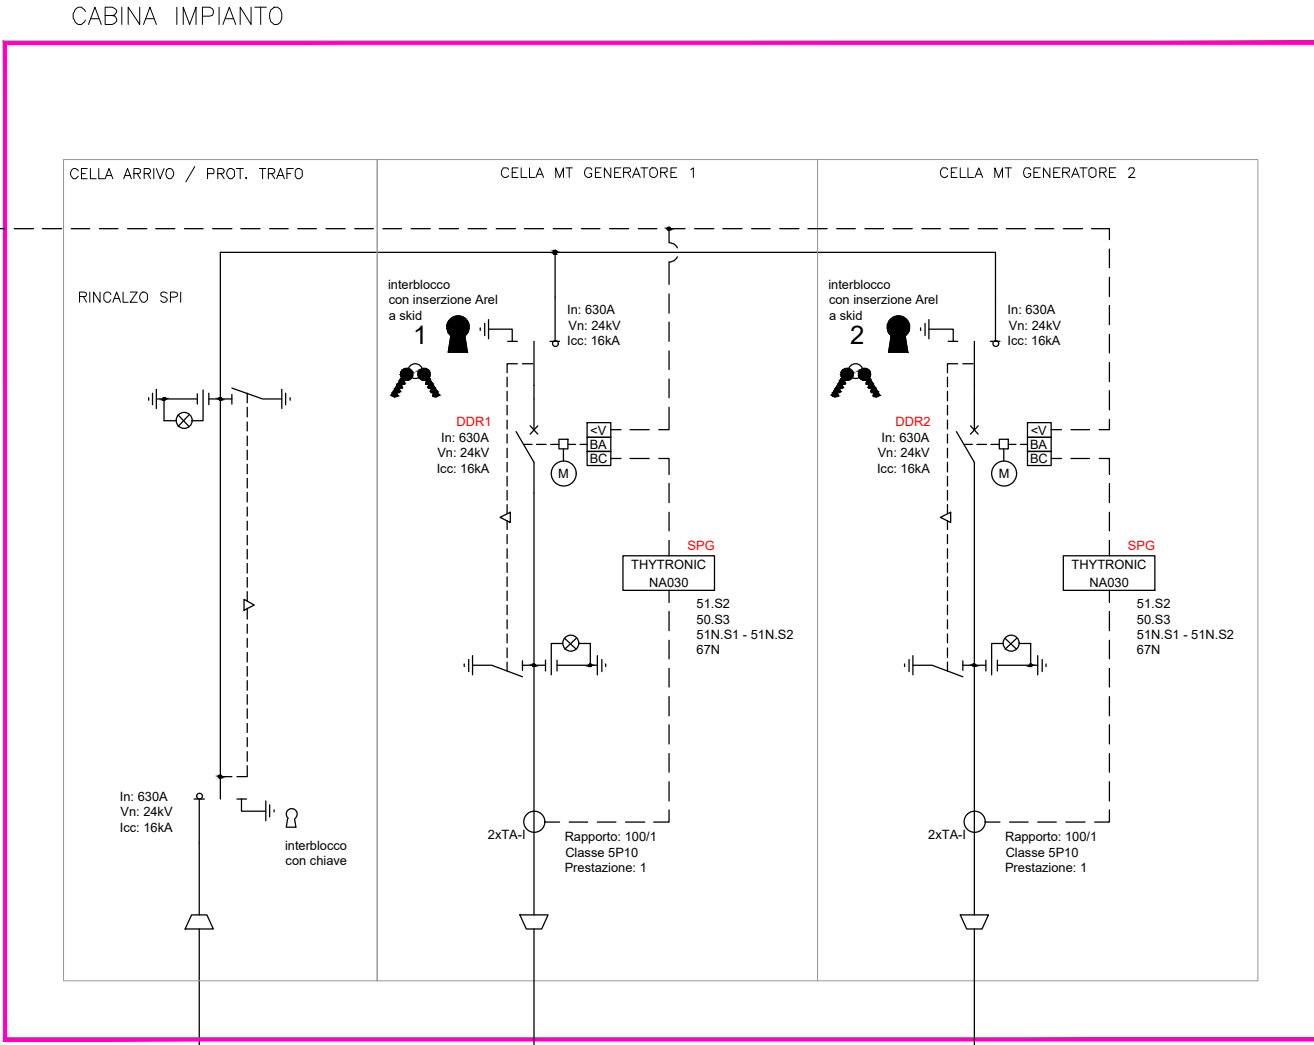 CABINA IMPIANTO
CELLA ARRIVO / PROT. TRAFO
RINCALZO SPI
In: 630A
Vn: 24kV
Icc: 16kA
interblocco
con chiave
CELLA MT GENERATORE 1
interblocco
con inserzione Arel
a skid
1
In: 630A
Vn: 24kV
Icc: 16kA
DDR1
In: 630A
Vn: 24kV
Icc: 16kA
<V
BA
BC
M
SPG
THYTRONIC
NA030
51.S2
50.S3
51N.S1 - 51N.S2
67N
2xTA-I
Rapporto: 100/1
Classe 5P10
Prestazione: 1
CELLA MT GENERATORE 2
interblocco
con inserzione Arel
a skid
2
In: 630A
Vn: 24kV
Icc: 16kA
DDR2
In: 630A
Vn: 24kV
Icc: 16kA
<V
BA
BC
M
SPG
THYTRONIC
NA030
51.S2
50.S3
51N.S1 - 51N.S2
67N
2xTA-I
Rapporto: 100/1
Classe 5P10
Prestazione: 1